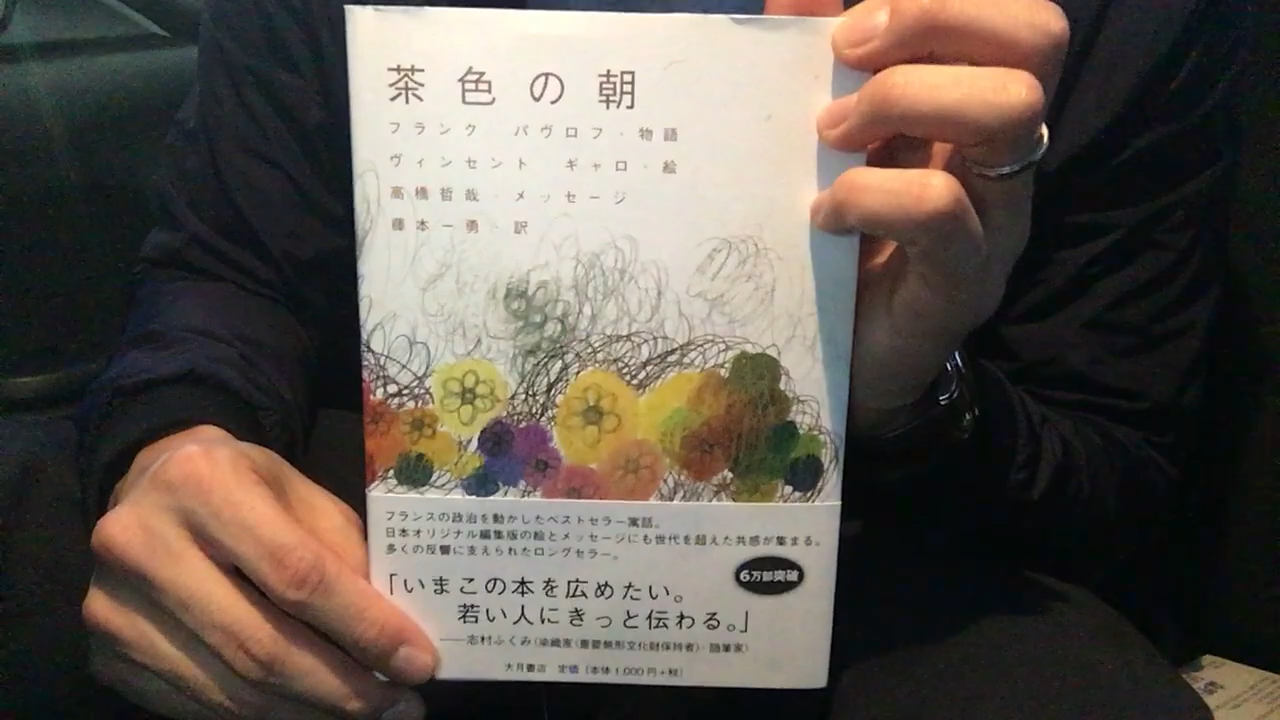 茶色の朝
フランク パヴロフ・物語
ヴィンセント ギャロ・絵
高橋哲哉・メッセージ
藤本一勇・訳
フランスの政治を動かしたベストセラー寓話。
日本オリジナル編集版の絵とメッセージにも世代を超えた共感が集まる。
多くの反響に支えられたロングセラー。
6万部突破
「いまこの本を広めたい。
若い人にきっと伝わる。」
――志村ふくみ（染織家〈重要無形文化財保持者〉・随筆家）
大月書店 定価（本体1,000円+税）